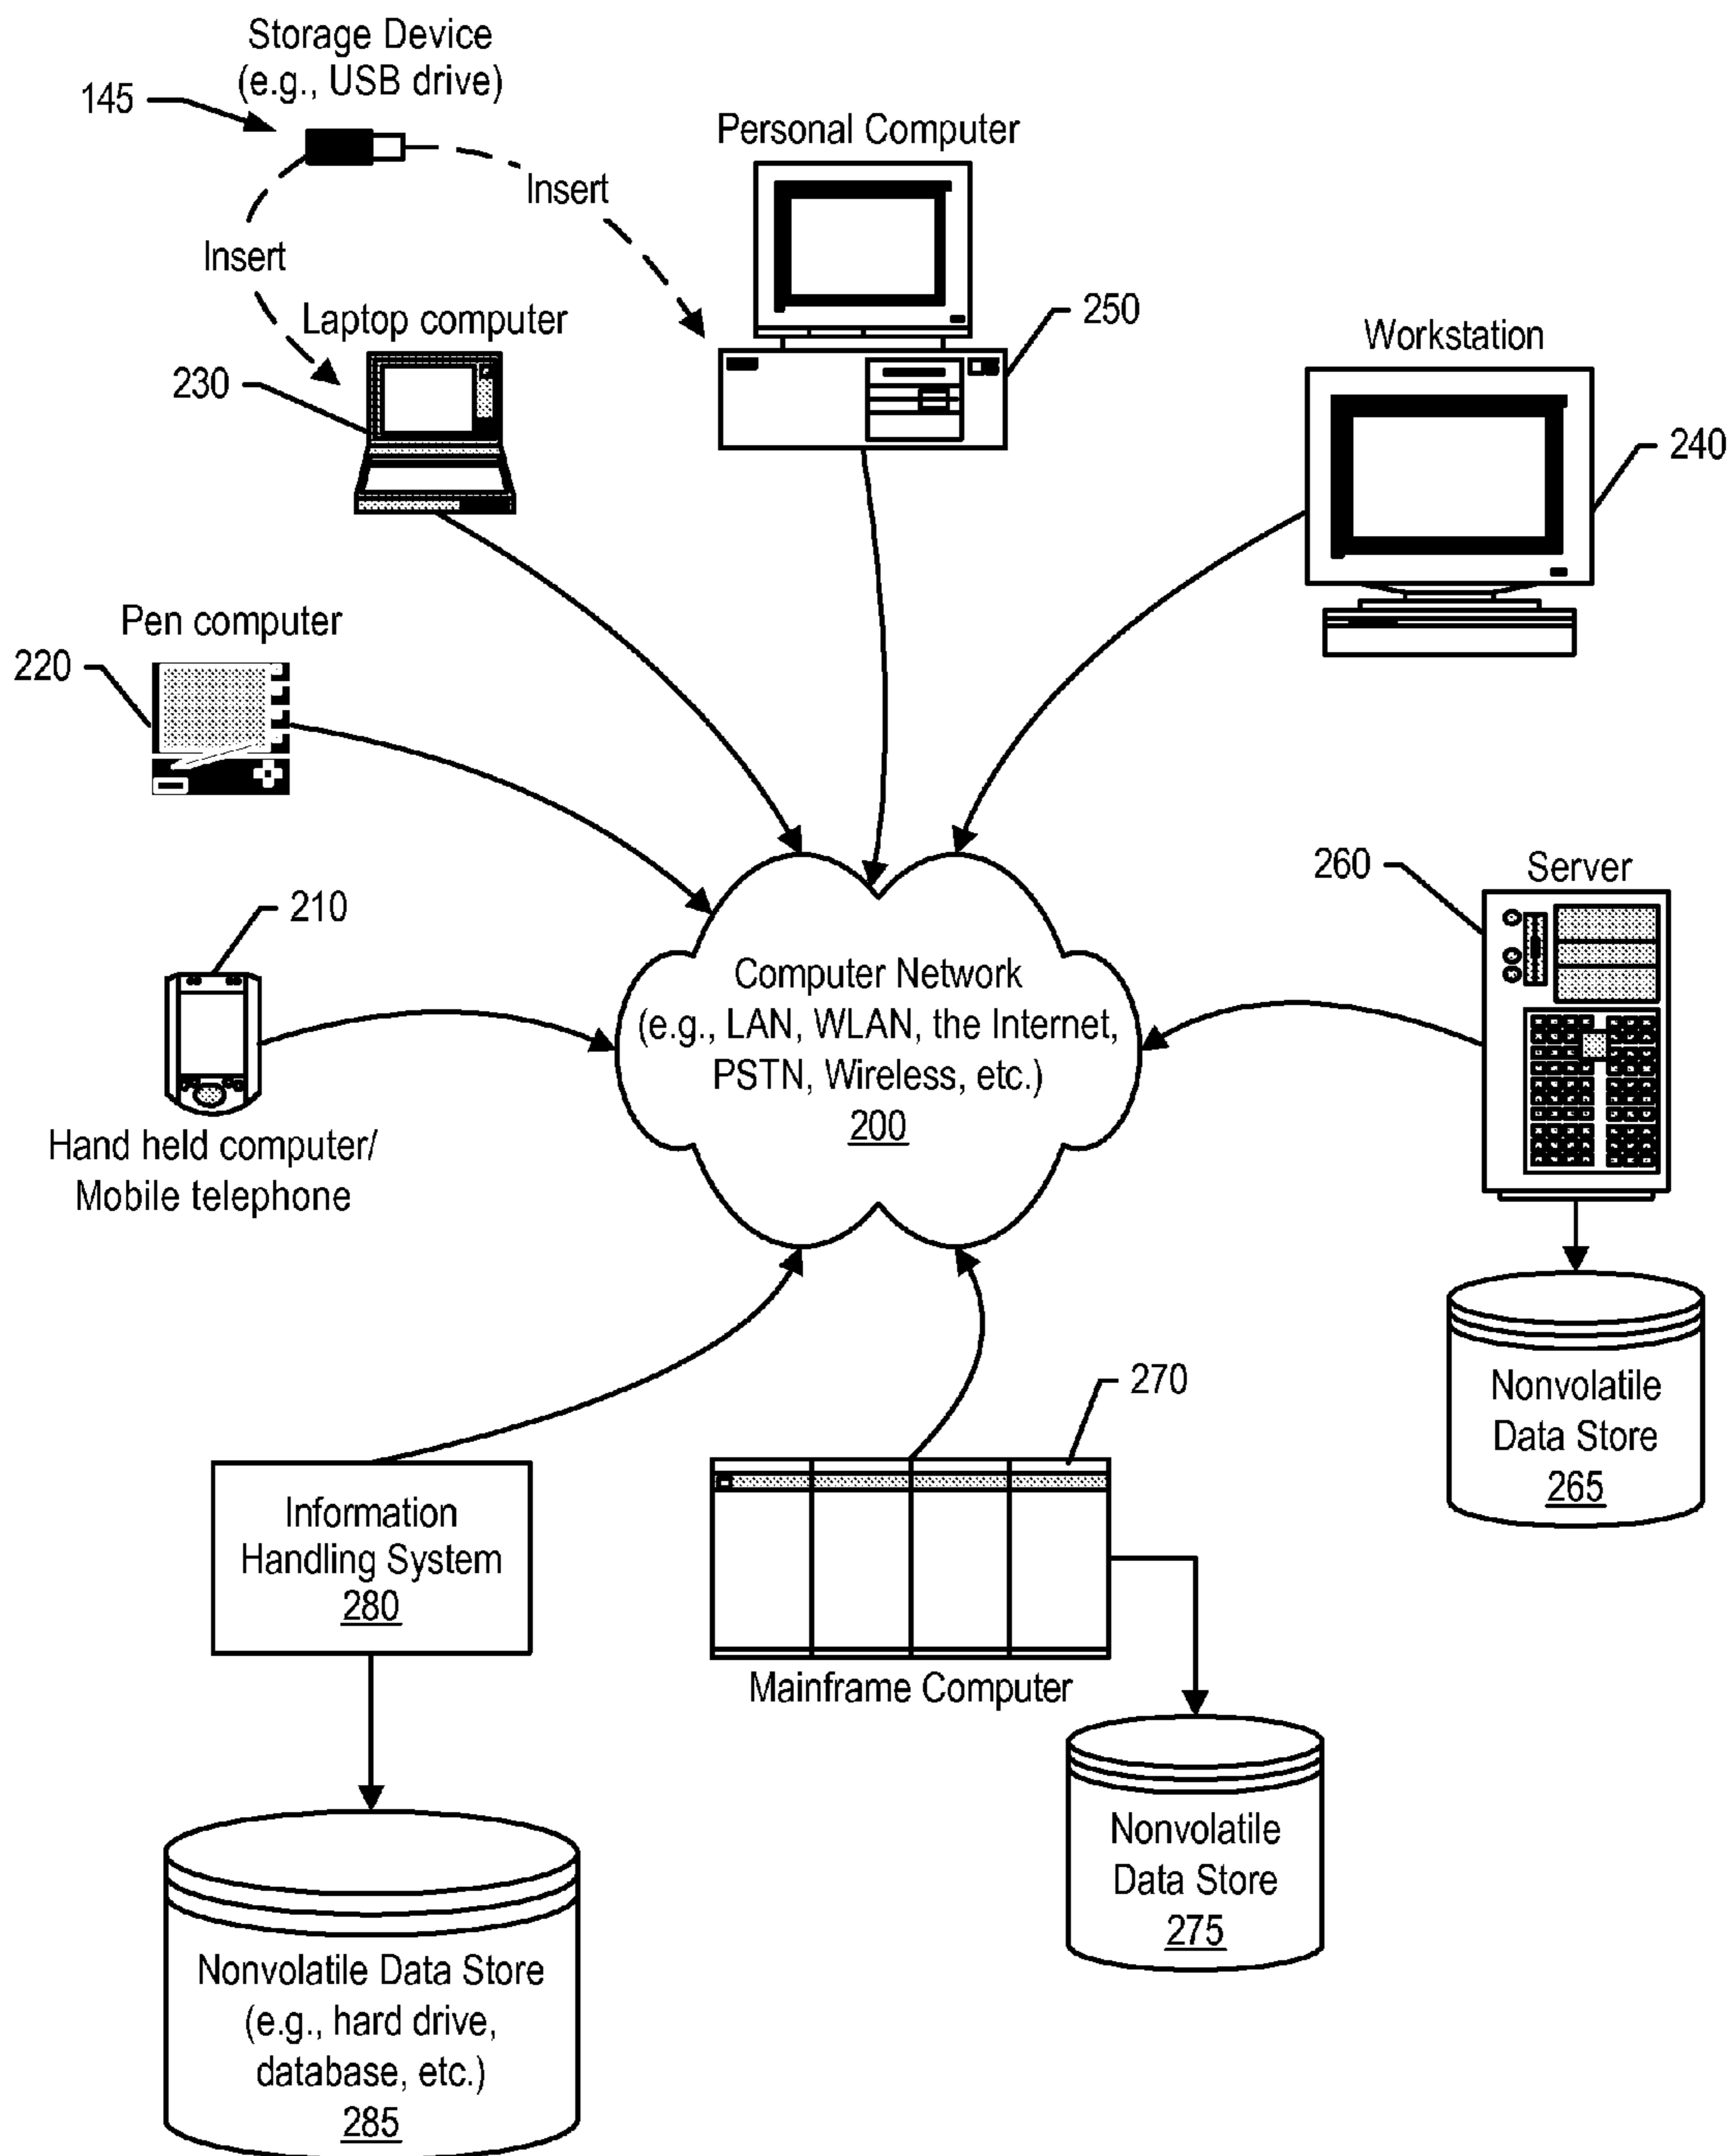 Storage Device
(e.g., USB drive)
145
Personal Computer
Insert
Insert
250
Laptop computer
230
Workstation
240
Pen computer
220
260
Server
210
Computer Network
(e.g., LAN, WLAN, the Internet,
PSTN, Wireless, etc.)
200
Hand held computer/
Mobile telephone
270
Nonvolatile
Data Store
265
Information
Handling System
280
Mainframe Computer
Nonvolatile
Data Store
275
Nonvolatile Data Store
(e.g., hard drive,
database, etc.)
285